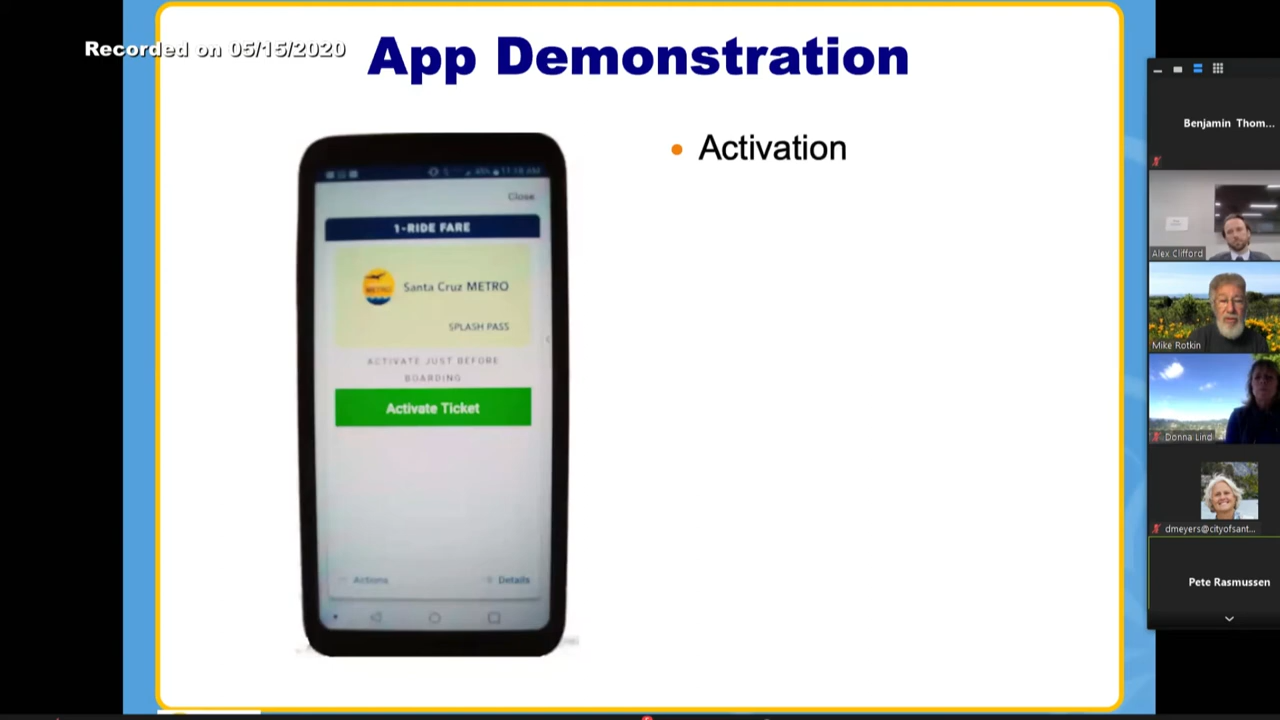 Recorded on 05/15/2020
App Demonstration
Activation
Close
1-RIDE FARE
METRO
Santa Cruz METRO
SPLASH PASS
ACTIVATE JUST BEFORE
BOARDING
Activate Ticket
Actions
Details
Benjamin Thom...
Alex Clifford
Mike Rotkin
Donna Lind
dmeyers@cityofsant...
Pete Rasmussen